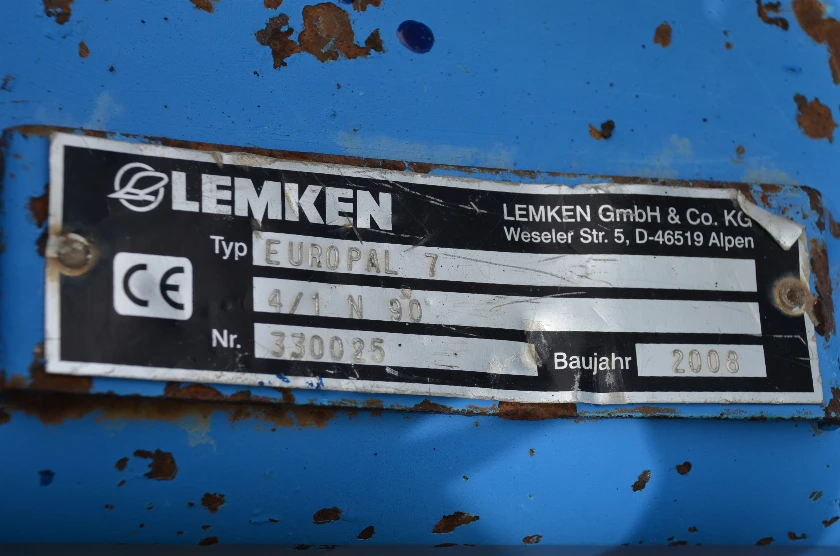 LEMKEN
LEMKEN GmbH & Co. KG
Weseler Str. 5, D-46519 Alpen
Typ EUROPAL 7
4/1 N 90
CE
Nr. 330025 Baujahr 2008